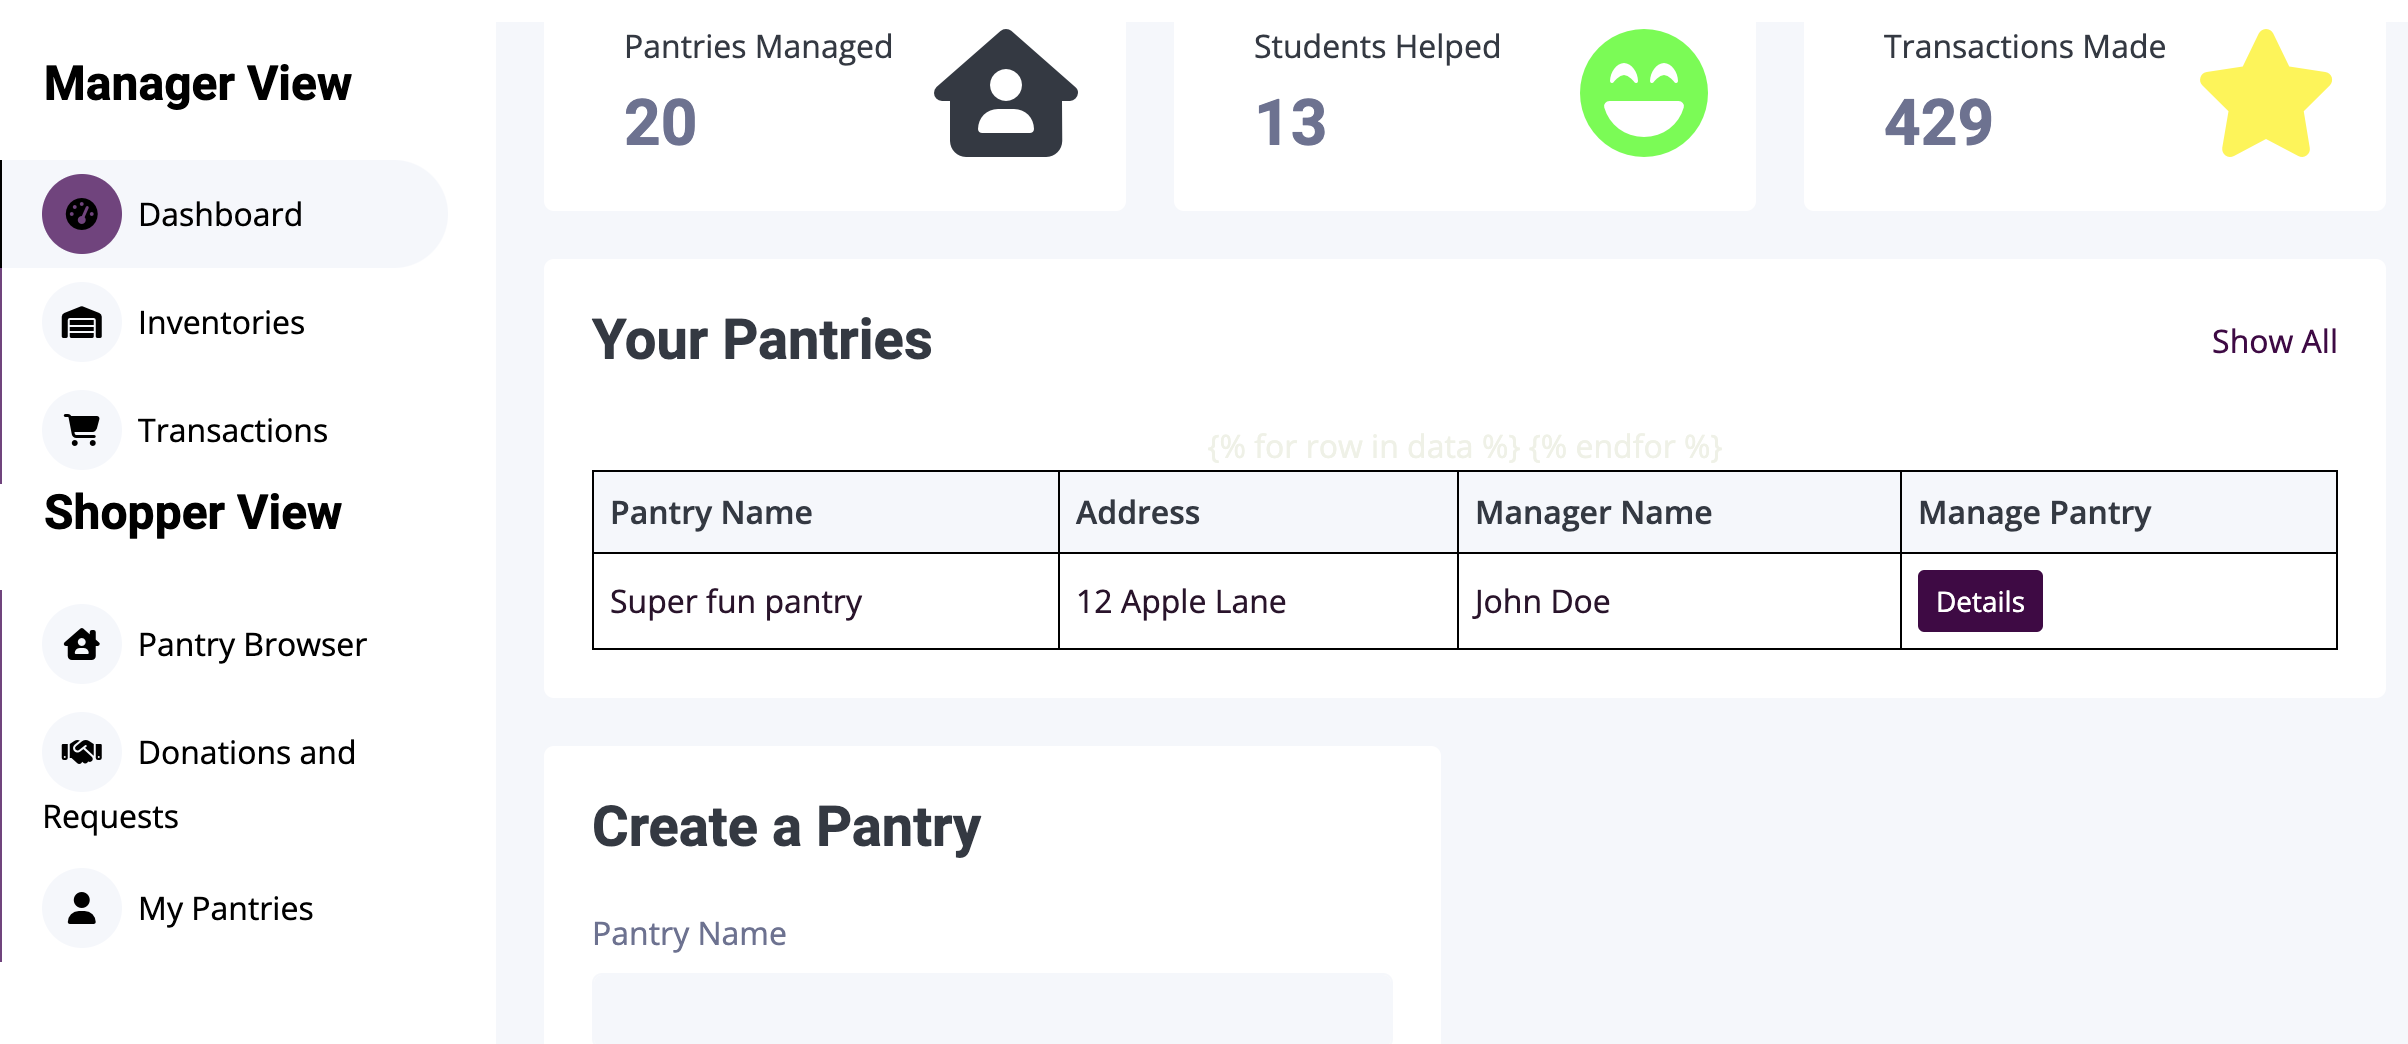 Manager View
Dashboard
Inventories
Transactions
Shopper View
Pantry Browser
Donations and
Requests
My Pantries
Pantries Managed
20
Students Helped
13
Transactions Made
429
Your Pantries
Show All
{% for row in data %} {% endfor %}
Pantry Name Address Manager Name Manage Pantry
Super fun pantry 12 Apple Lane John Doe Details
Create a Pantry
Pantry Name